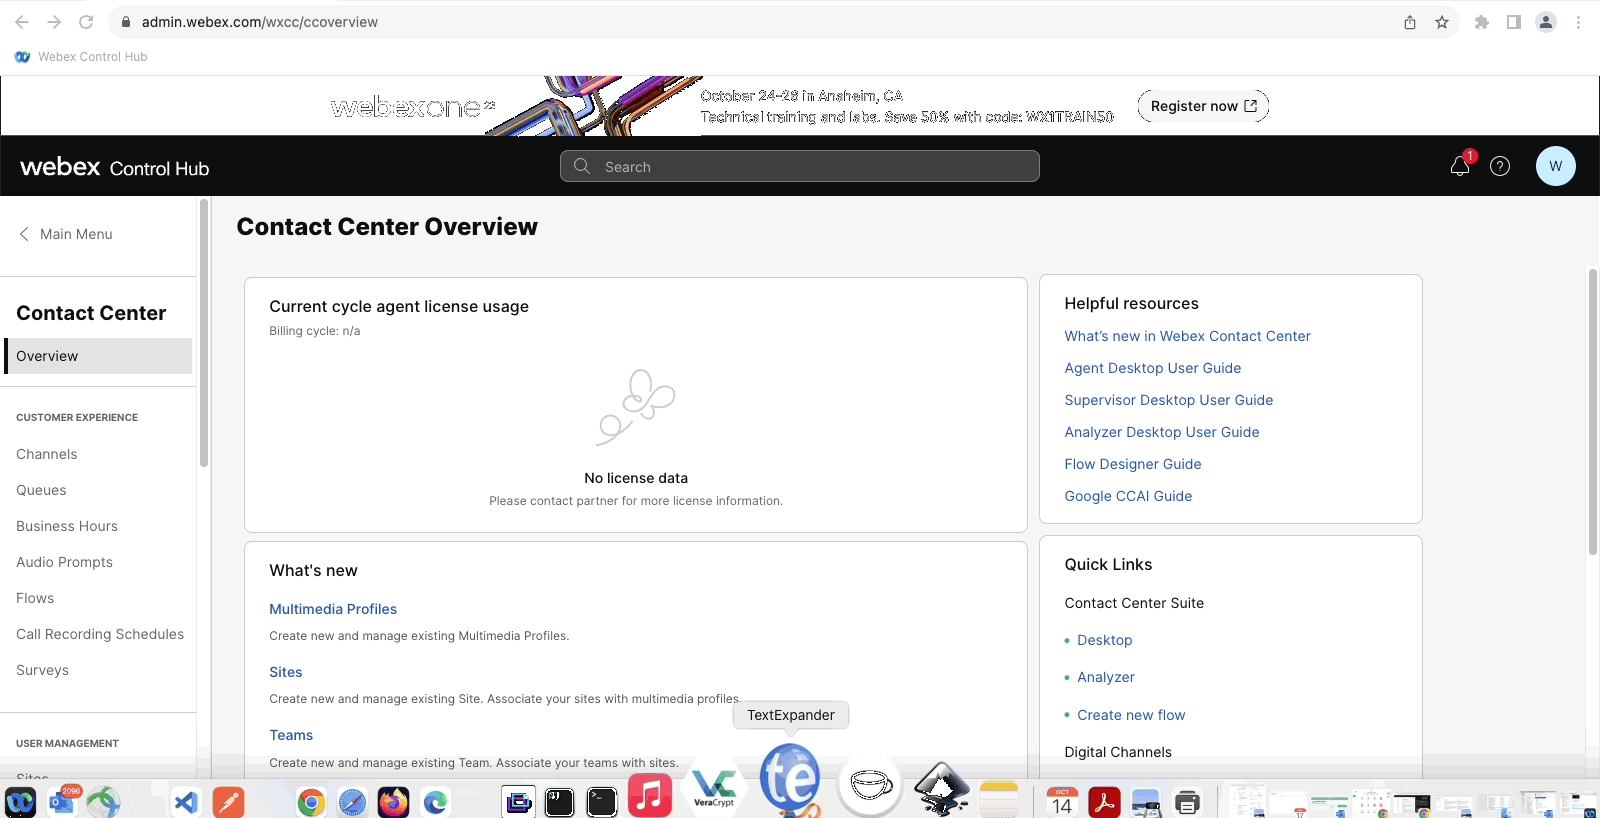 admin.webex.com/wxcc/ccoverview
Webex Control Hub
webexone 23
October 24-26 in Anaheim, CA
Technical training and labs. Save 50% with code: WX1TRAIN50
Register now
webex Control Hub
Search
1
?
W
Main Menu
Contact Center
Overview
CUSTOMER EXPERIENCE
Channels
Queues
Business Hours
Audio Prompts
Flows
Call Recording Schedules
Surveys
USER MANAGEMENT
Sites
Contact Center Overview
Current cycle agent license usage
Billing cycle: n/a
No license data
Please contact partner for more license information.
What's new
Multimedia Profiles
Create new and manage existing Multimedia Profiles.
Sites
Create new and manage existing Site. Associate your sites with multimedia profiles.
Teams
Create new and manage existing Team. Associate your teams with sites.
Helpful resources
What’s new in Webex Contact Center
Agent Desktop User Guide
Supervisor Desktop User Guide
Analyzer Desktop User Guide
Flow Designer Guide
Google CCAI Guide
Quick Links
Contact Center Suite
Desktop
Analyzer
Create new flow
Digital Channels
TextExpander
2096
VC
VeraCrypt
te
OCT
14
17